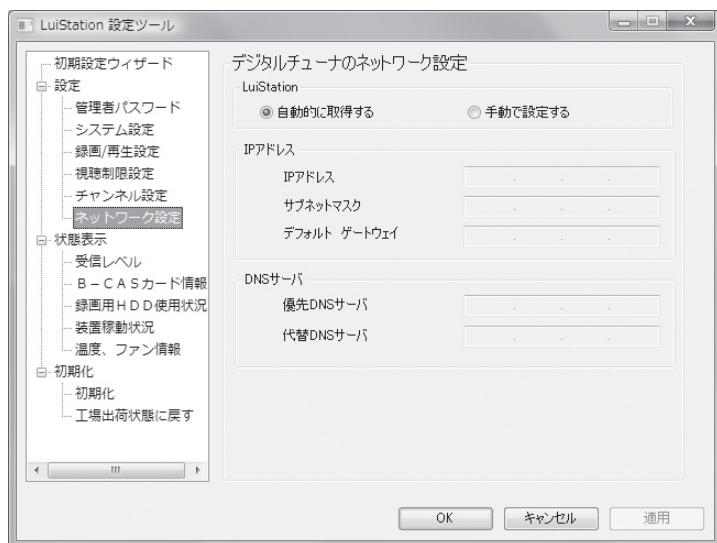 LuiStation 設定ツール
初期設定ウィザード
設定
管理者パスワード
システム設定
録画/再生設定
視聴制限設定
チャンネル設定
ネットワーク設定
状態表示
受信レベル
B-CASカード情報
録画用HDD使用状況
装置稼動状況
温度、ファン情報
初期化
初期化
工場出荷状態に戻す
デジタルチューナのネットワーク設定
LuiStation
自動的に取得する
手動で設定する
IPアドレス
IPアドレス
サブネットマスク
デフォルト ゲートウェイ
DNSサーバ
優先DNSサーバ
代替DNSサーバ
OK
キャンセル
適用